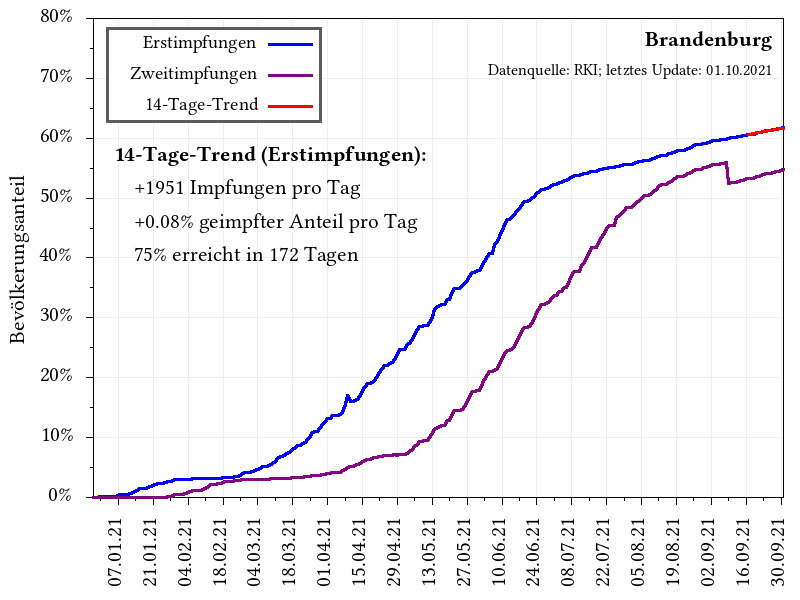 Brandenburg
Datenquelle: RKI; letztes Update: 01.10.2021
Erstimpfungen
Zweitimpfungen
14-Tage-Trend
14-Tage-Trend (Erstimpfungen):
+1951 Impfungen pro Tag
+0.08% geimpfter Anteil pro Tag
75% erreicht in 172 Tagen
Bevölkerungsanteil
80%
70%
60%
50%
40%
30%
20%
10%
0%
07.01.21
21.01.21
04.02.21
18.02.21
04.03.21
18.03.21
01.04.21
15.04.21
29.04.21
13.05.21
27.05.21
10.06.21
24.06.21
08.07.21
22.07.21
05.08.21
19.08.21
02.09.21
16.09.21
30.09.21